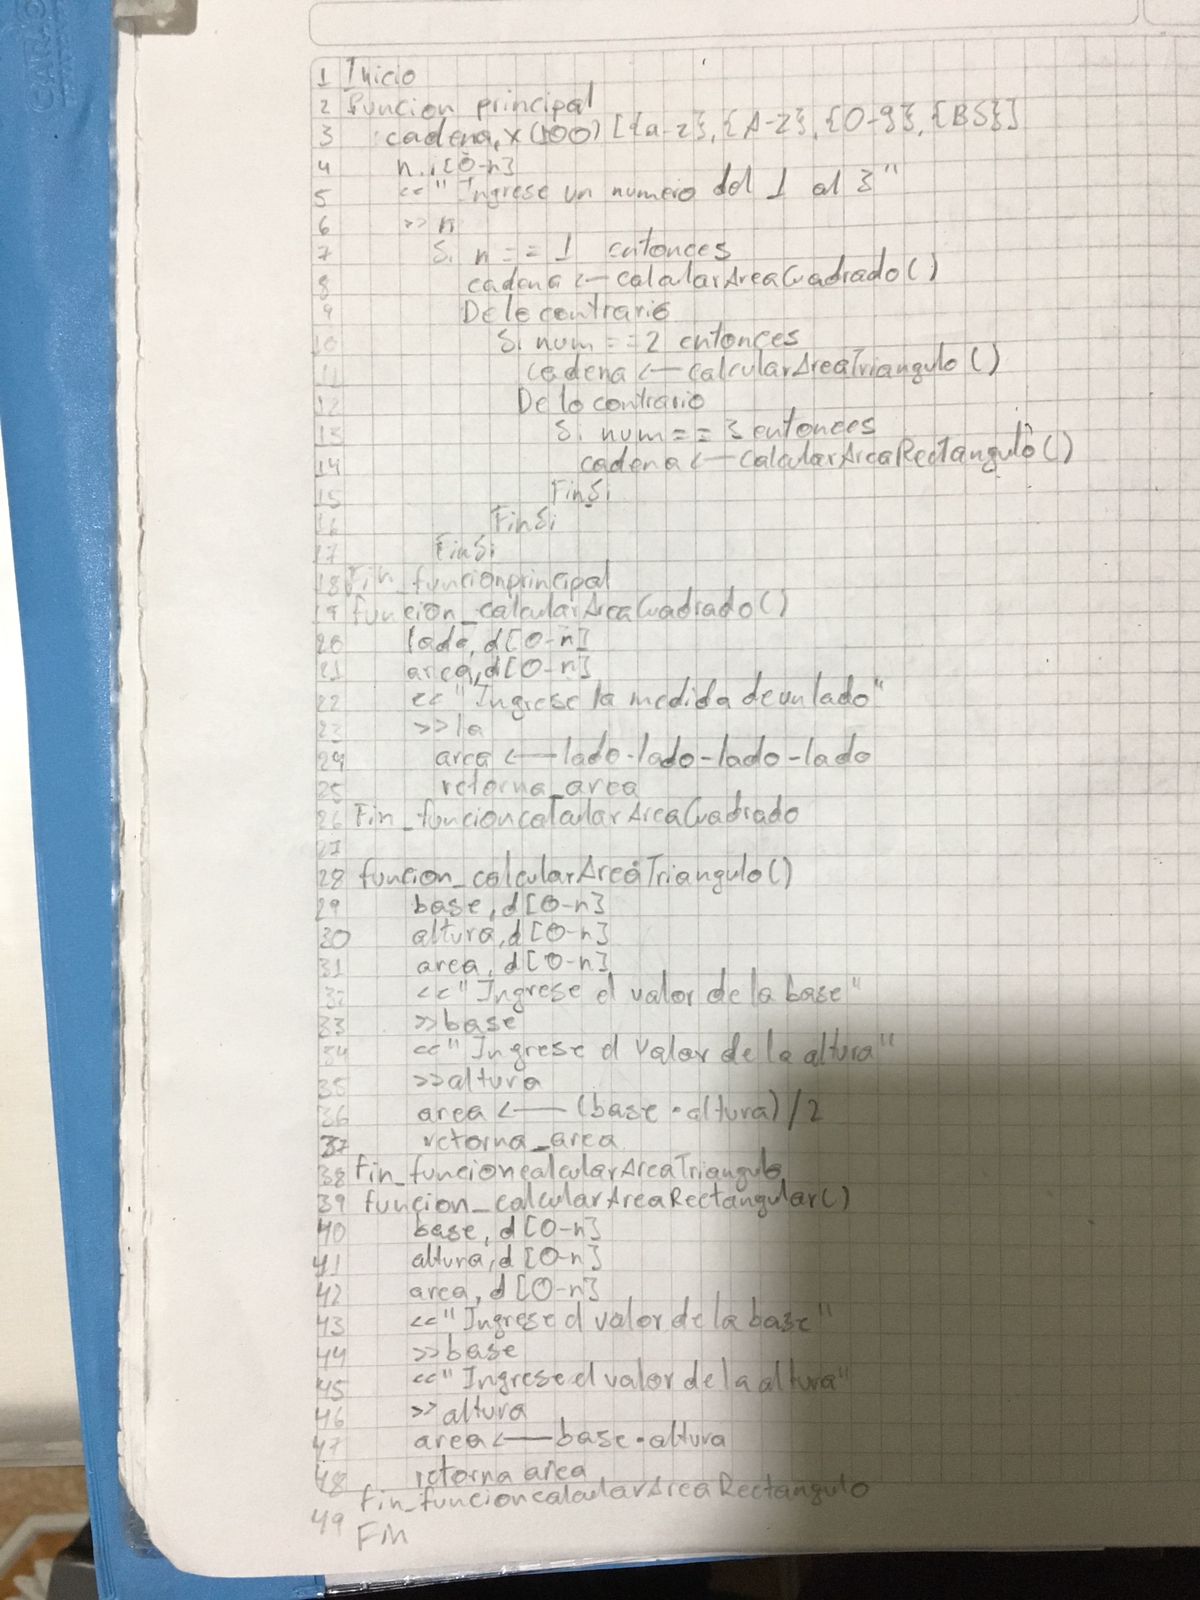 CARA
1 Inicio
2 funcion principal
3 cadena, x(100) [{a-z}, {A-Z}, {0-9}, {BS}]
4 n, i[0-n]
5 <<"Ingrese un numero del 1 al 3"
6 >>n
7 Si n == 1 entonces
8 cadena <— calcularAreaCuadrado()
9 De lo contrario
10 Si num == 2 entonces
11 cadena <— calcularAreaTriangulo()
12 De lo contrario
13 Si num == 3 entonces
14 cadena <— calcularAreaRectangulo()
15 FinSi
16 FinSi
17 FinSi
18 Fin_funcionprincipal
19 funcion_calcularAreaCuadrado()
20 lado, d[0-n]
21 area, d[0-n]
22 <<"Ingrese la medida de un lado"
23 >>la
24 area <— lado-lado-lado-lado
25 retorna_area
26 Fin_funcioncalcularAreaCuadrado
27
28 funcion_calcularAreaTriangulo()
29 base, d[0-n]
30 altura, d[0-n]
31 area, d[0-n]
32 <<"Ingrese el valor de la base"
33 >>base
34 <<"Ingrese el valor de la altura"
35 >>altura
36 area <— (base · altura)/2
37 retorna_area
38 Fin_funcioncalcularAreaTriangulo
39 funcion_calcularAreaRectangular()
40 base, d[0-n]
41 altura, d[0-n]
42 area, d[0-n]
43 <<"Ingrese el valor de la base"
44 >>base
45 <<"Ingrese el valor de la altura"
46 >>altura
47 area <— base · altura
48 retorna area
fin_funcioncalcularAreaRectangulo
49 Fin